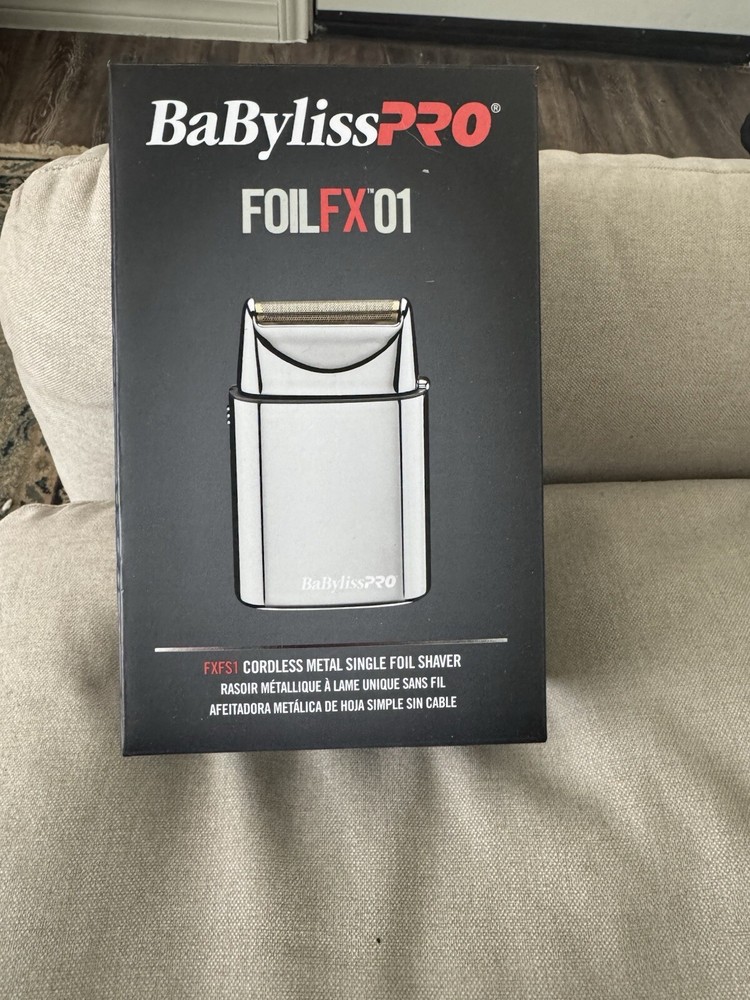 BaBylissPRO®
FOILFX™01
BaBylissPRO
FXFS1 CORDLESS METAL SINGLE FOIL SHAVER
RASOIR MÉTALLIQUE À LAME UNIQUE SANS FIL
AFEITADORA METÁLICA DE HOJA SIMPLE SIN CABLE